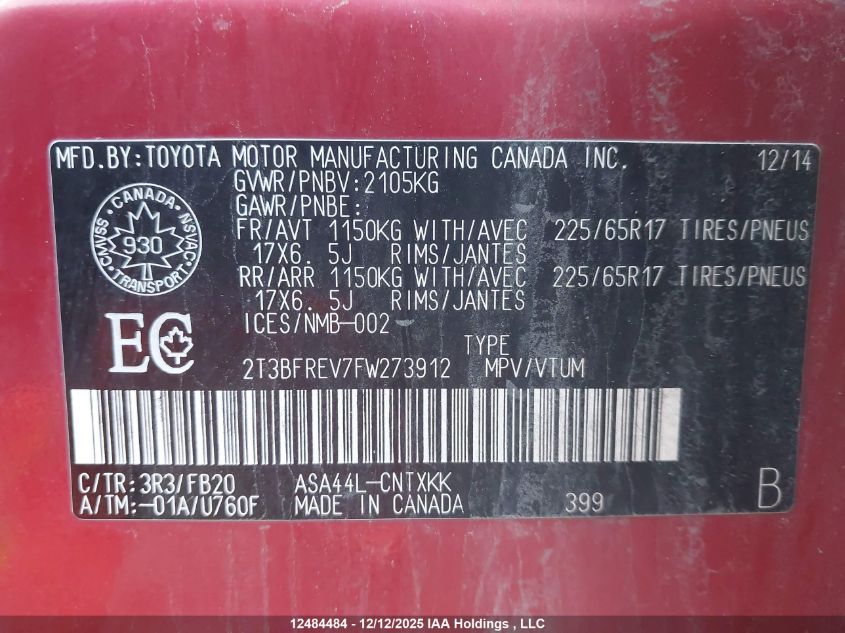 MFD.BY:TOYOTA MOTOR MANUFACTURING CANADA INC. 12/14
GVWR/PNBV:2105KG
GAWR/PNBE:
FR/AVT 1150KG WITH/AVEC 225/65R17 TIRES/PNEUS
17X6. 5J RIMS/JANTES
RR/ARR 1150KG WITH/AVEC 225/65R17 TIRES/PNEUS
17X6. 5J RIMS/JANTES
ICES/NMB-002
CANADA
CMVSS 930 NSVAC
TRANSPORT
EC
TYPE
2T3BFREV7FW273912 MPV/VTUM
C/TR:3R3/FB20 ASA44L-CNTXKK
A/TM:-01A/U760F MADE IN CANADA 399 B
12484484 - 12/12/2025 IAA Holdings , LLC